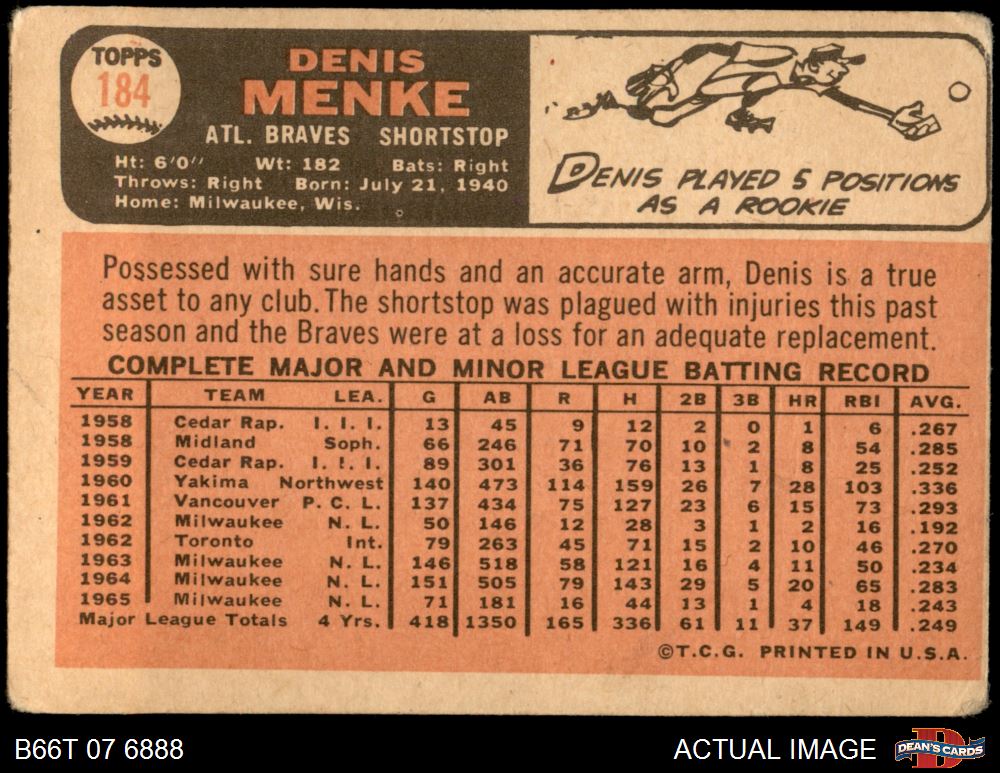 TOPPS
184
DENIS
MENKE
ATL. BRAVES SHORTSTOP
Ht: 6'0" Wt: 182 Bats: Right
Throws: Right Born: July 21, 1940
Home: Milwaukee, Wis.
DENIS PLAYED 5 POSITIONS
AS A ROOKIE
Possessed with sure hands and an accurate arm, Denis is a true
asset to any club. The shortstop was plagued with injuries this past
season and the Braves were at a loss for an adequate replacement.
COMPLETE MAJOR AND MINOR LEAGUE BATTING RECORD
YEAR TEAM LEA. G AB R H 2B 3B HR RBI AVG.
1958 Cedar Rap. I. I. I. 13 45 9 12 2 0 1 6 .267
1958 Midland Soph. 66 246 71 70 10 2 8 54 .285
1959 Cedar Rap. I. I. I. 89 301 36 76 13 1 8 25 .252
1960 Yakima Northwest 140 473 114 159 26 7 28 103 .336
1961 Vancouver P. C. L. 137 434 75 127 23 6 15 73 .293
1962 Milwaukee N. L. 50 146 12 28 3 1 2 16 .192
1962 Toronto Int. 79 263 45 71 15 2 10 46 .270
1963 Milwaukee N. L. 146 518 58 121 16 4 11 50 .234
1964 Milwaukee N. L. 151 505 79 143 29 5 20 65 .283
1965 Milwaukee N. L. 71 181 16 44 13 1 4 18 .243
Major League Totals 4 Yrs. 418 1350 165 336 61 11 37 149 .249
©T.C.G. PRINTED IN U.S.A.
B66T 07 6888 ACTUAL IMAGE
D
DEAN'S CARDS